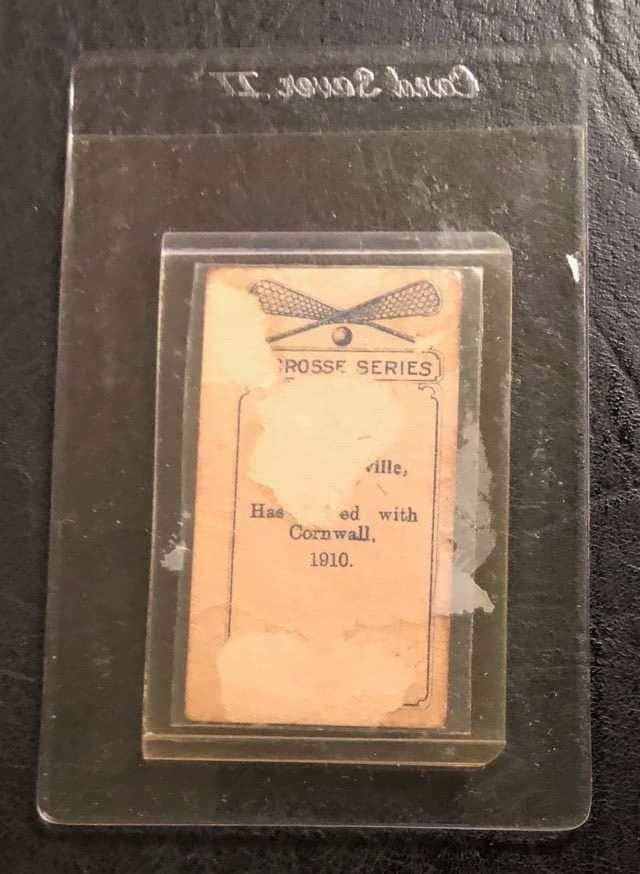 Card Saver II
CROSSE SERIES
ville,
Has ed with
Cornwall,
1910.